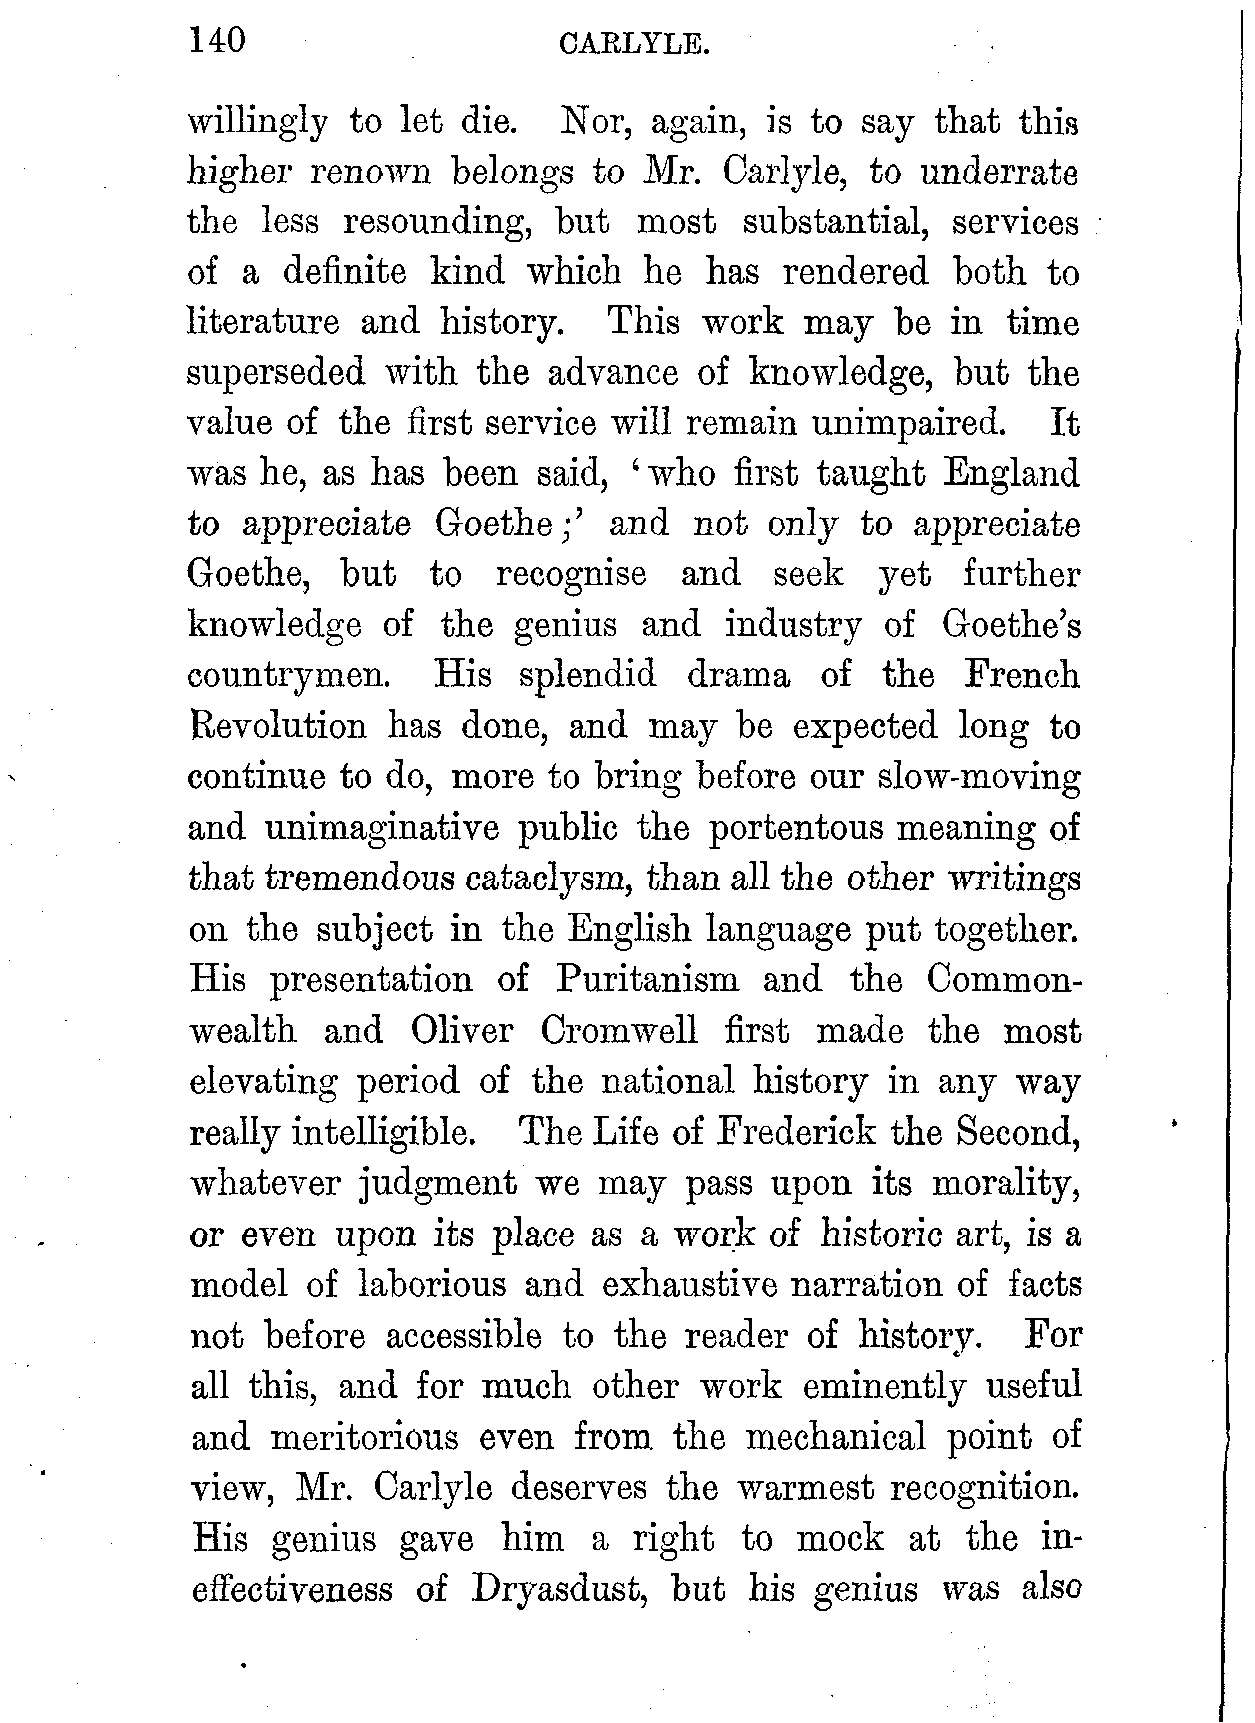 140 CARLYLE.
willingly to let die. Nor, again, is to say that this
higher renown belongs to Mr. Carlyle, to underrate
the less resounding, but most substantial, services
of a definite kind which he has rendered both to
literature and history. This work may be in time
superseded with the advance of knowledge, but the
value of the first service will remain unimpaired. It
was he, as has been said, ‘who first taught England
to appreciate Goethe;’ and not only to appreciate
Goethe, but to recognise and seek yet further
knowledge of the genius and industry of Goethe's
countrymen. His splendid drama of the French
Revolution has done, and may be expected long to
continue to do, more to bring before our slow-moving
and unimaginative public the portentous meaning of
that tremendous cataclysm, than all the other writings
on the subject in the English language put together.
His presentation of Puritanism and the Common-
wealth and Oliver Cromwell first made the most
elevating period of the national history in any way
really intelligible. The Life of Frederick the Second,
whatever judgment we may pass upon its morality,
or even upon its place as a work of historic art, is a
model of laborious and exhaustive narration of facts
not before accessible to the reader of history. For
all this, and for much other work eminently useful
and meritorious even from the mechanical point of
view, Mr. Carlyle deserves the warmest recognition.
His genius gave him a right to mock at the in-
effectiveness of Dryasdust, but his genius was also